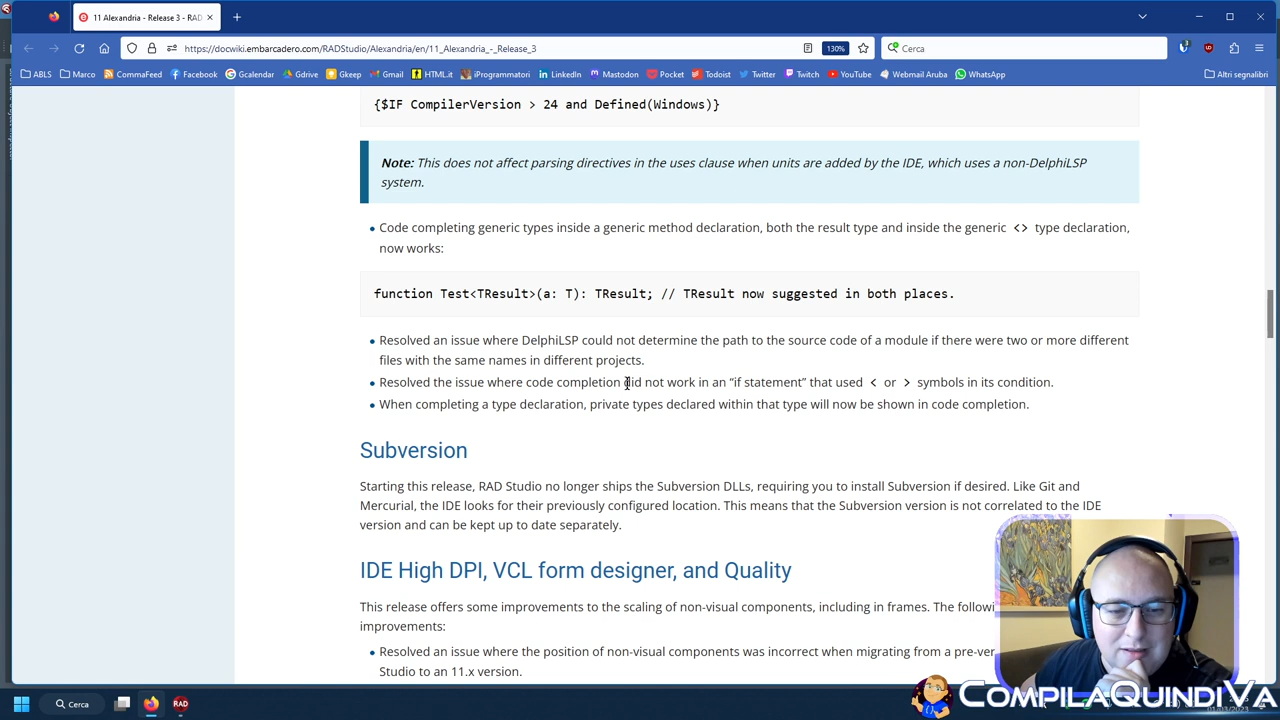 11 Alexandria - Release 3 - RAD
https://docwiki.embarcadero.com/RADStudio/Alexandria/en/11_Alexandria_-_Release_3
130%
Cerca
ABLS
Marco
CommaFeed
Facebook
Gcalendar
Gdrive
Gkeep
Gmail
HTML.it
iProgrammatori
LinkedIn
Mastodon
Pocket
Todoist
Twitter
Twitch
YouTube
Webmail Aruba
WhatsApp
Altri segnalibri
{$IF CompilerVersion > 24 and Defined(Windows)}
Note: This does not affect parsing directives in the uses clause when units are added by the IDE, which uses a non-DelphiLSP
system.
Code completing generic types inside a generic method declaration, both the result type and inside the generic <> type declaration,
now works:
function Test<TResult>(a: T): TResult; // TResult now suggested in both places.
Resolved an issue where DelphiLSP could not determine the path to the source code of a module if there were two or more different
files with the same names in different projects.
Resolved the issue where code completion did not work in an “if statement” that used < or > symbols in its condition.
When completing a type declaration, private types declared within that type will now be shown in code completion.
Subversion
Starting this release, RAD Studio no longer ships the Subversion DLLs, requiring you to install Subversion if desired. Like Git and
Mercurial, the IDE looks for their previously configured location. This means that the Subversion version is not correlated to the IDE
version and can be kept up to date separately.
IDE High DPI, VCL form designer, and Quality
This release offers some improvements to the scaling of non-visual components, including in frames. The
improvements:
Resolved an issue where the position of non-visual components was incorrect when migrating from a
Studio to an 11.x version.
Cerca
RAD
CompilaQuindiVa